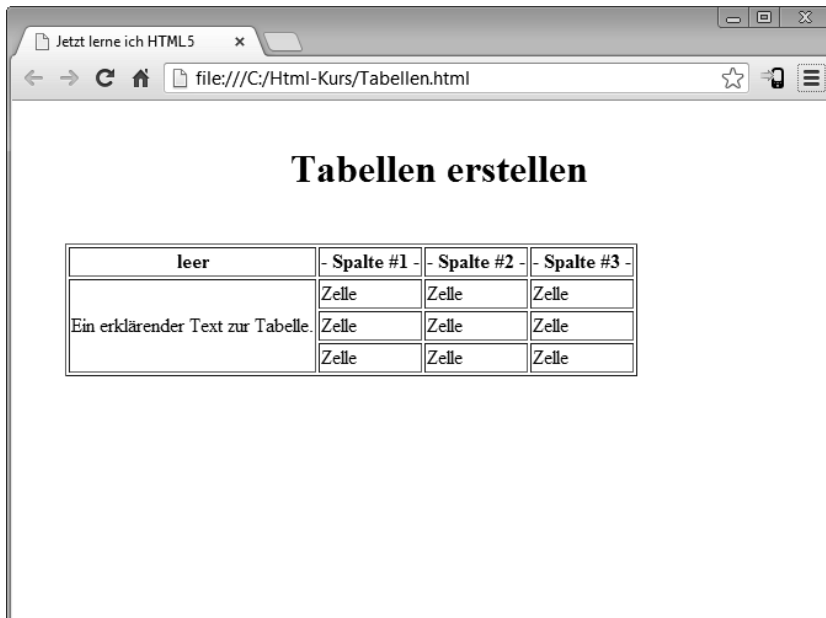 Jetzt lerne ich HTML5
file:///C:/Html-Kurs/Tabellen.html
Tabellen erstellen
leer - Spalte #1 - - Spalte #2 - - Spalte #3 -
Zelle Zelle Zelle
Ein erklärender Text zur Tabelle. Zelle Zelle Zelle
Zelle Zelle Zelle